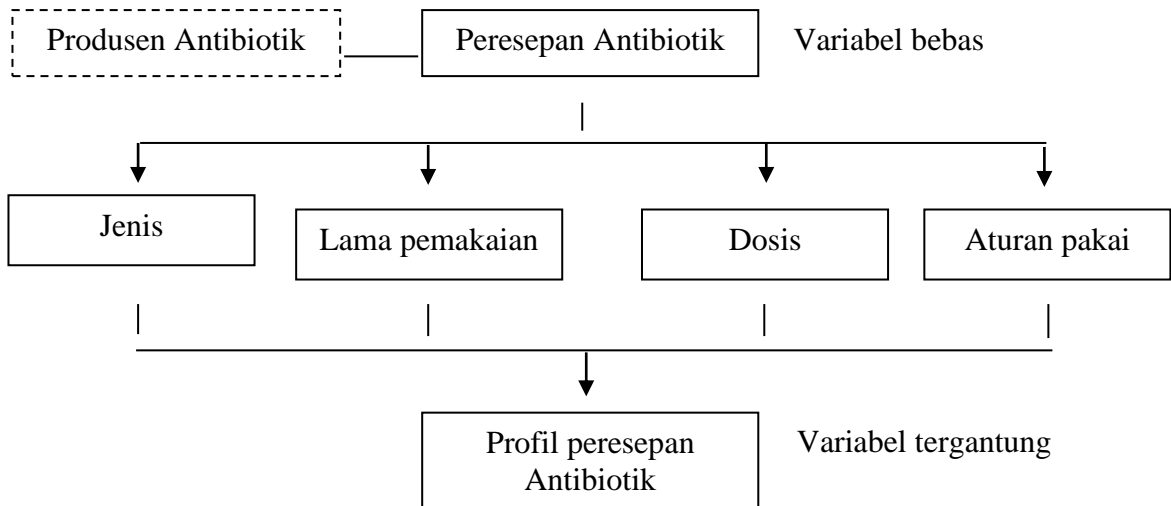 Produsen Antibiotik
Peresepan Antibiotik
Variabel bebas
Jenis
Lama pemakaian
Dosis
Aturan pakai
Profil peresepan
Antibiotik
Variabel tergantung